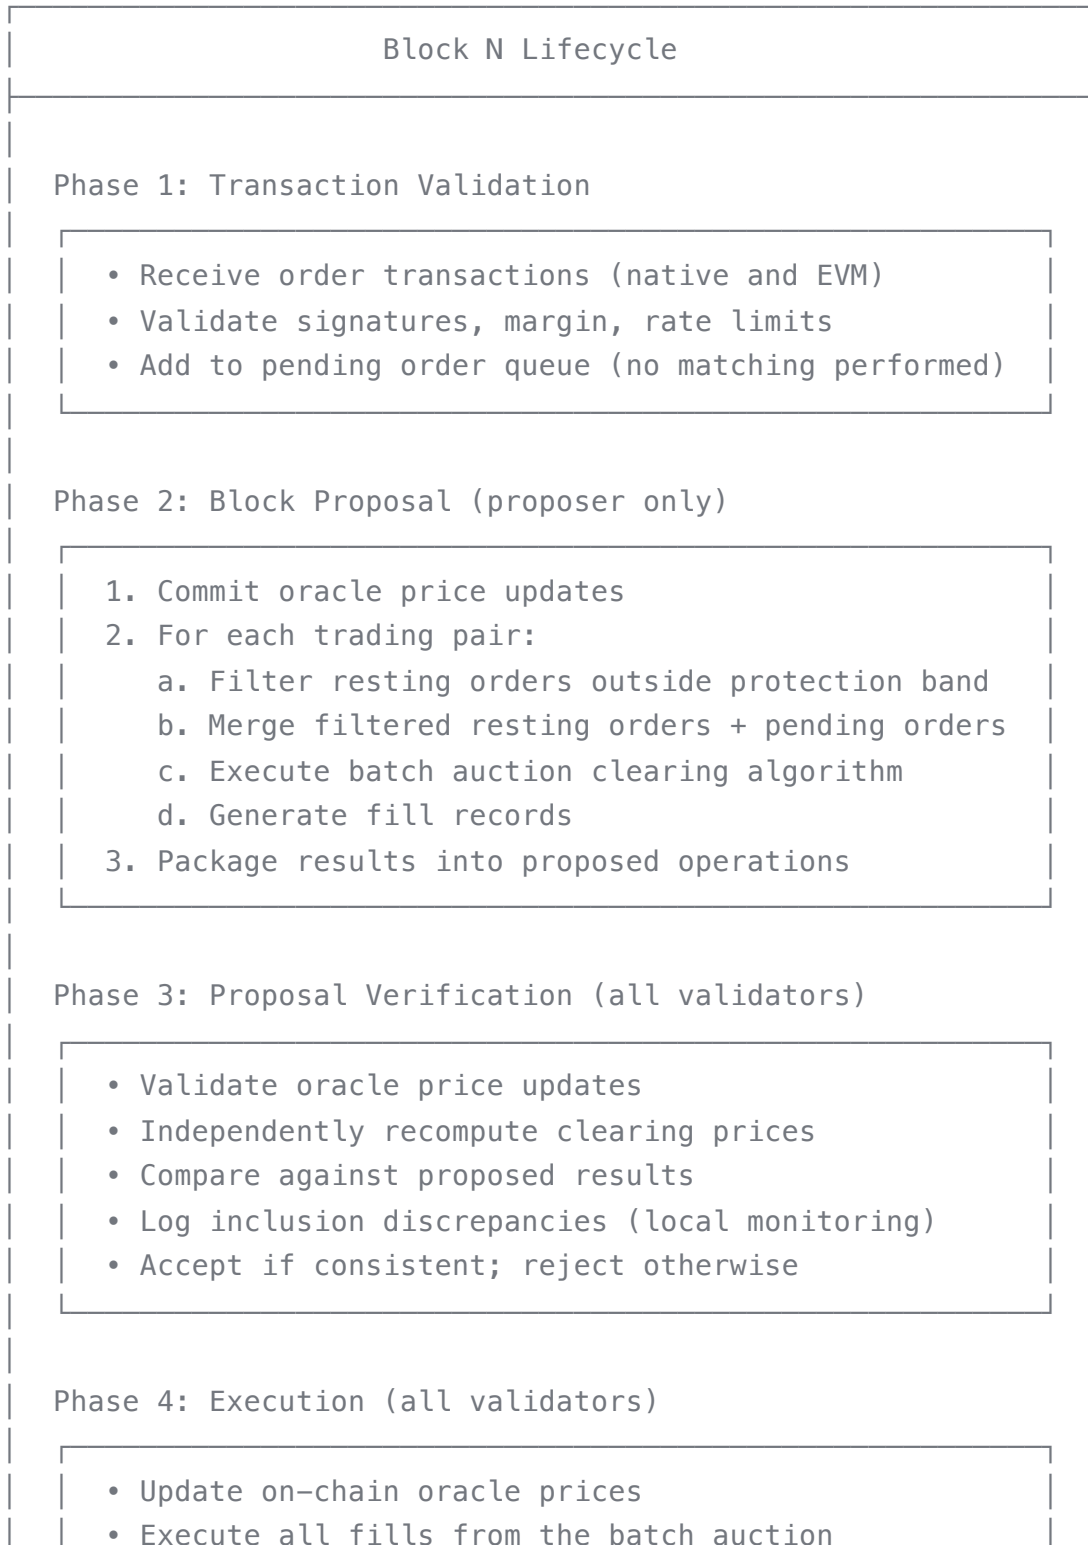 Block N Lifecycle
Phase 1: Transaction Validation
• Receive order transactions (native and EVM)
• Validate signatures, margin, rate limits
• Add to pending order queue (no matching performed)
Phase 2: Block Proposal (proposer only)
1. Commit oracle price updates
2. For each trading pair:
a. Filter resting orders outside protection band
b. Merge filtered resting orders + pending orders
c. Execute batch auction clearing algorithm
d. Generate fill records
3. Package results into proposed operations
Phase 3: Proposal Verification (all validators)
• Validate oracle price updates
• Independently recompute clearing prices
• Compare against proposed results
• Log inclusion discrepancies (local monitoring)
• Accept if consistent; reject otherwise
Phase 4: Execution (all validators)
• Update on-chain oracle prices
• Execute all fills from the batch auction